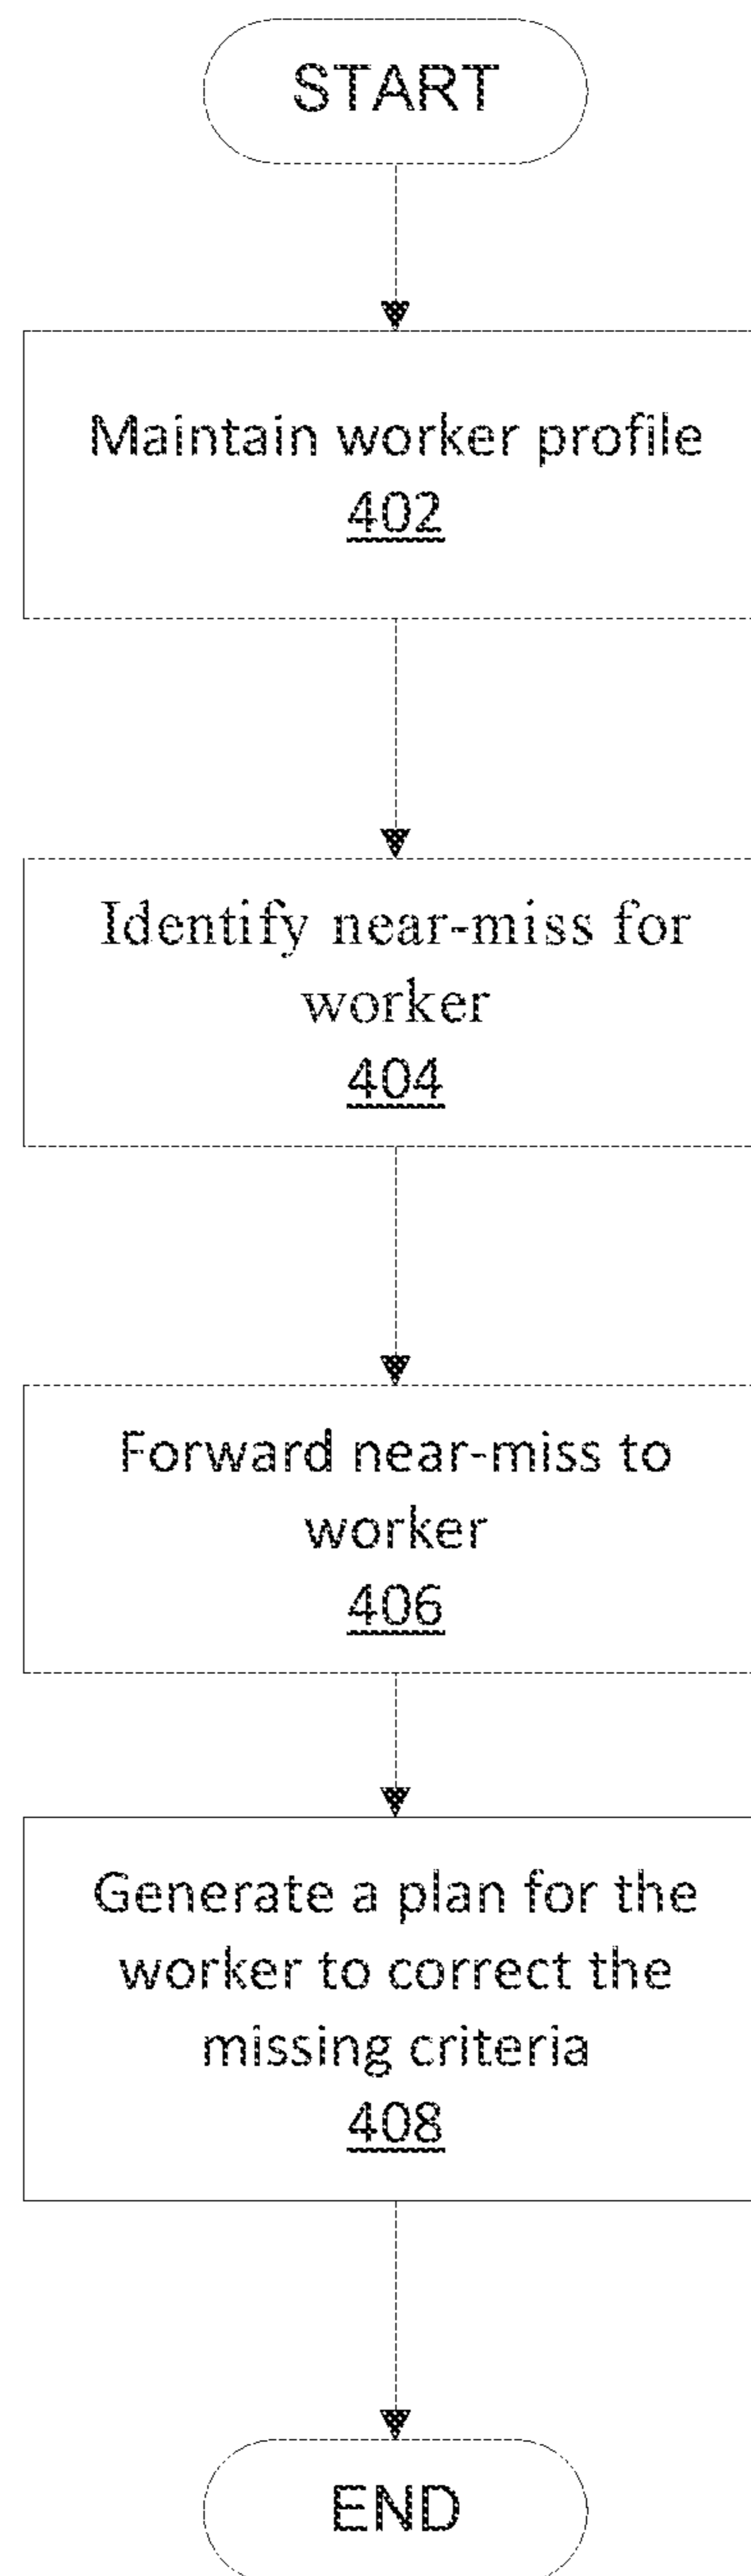 START
Maintain worker profile
402
Identify near-miss for
worker
404
Forward near-miss to
worker
406
Generate a plan for the
worker to correct the
missing criteria
408
END